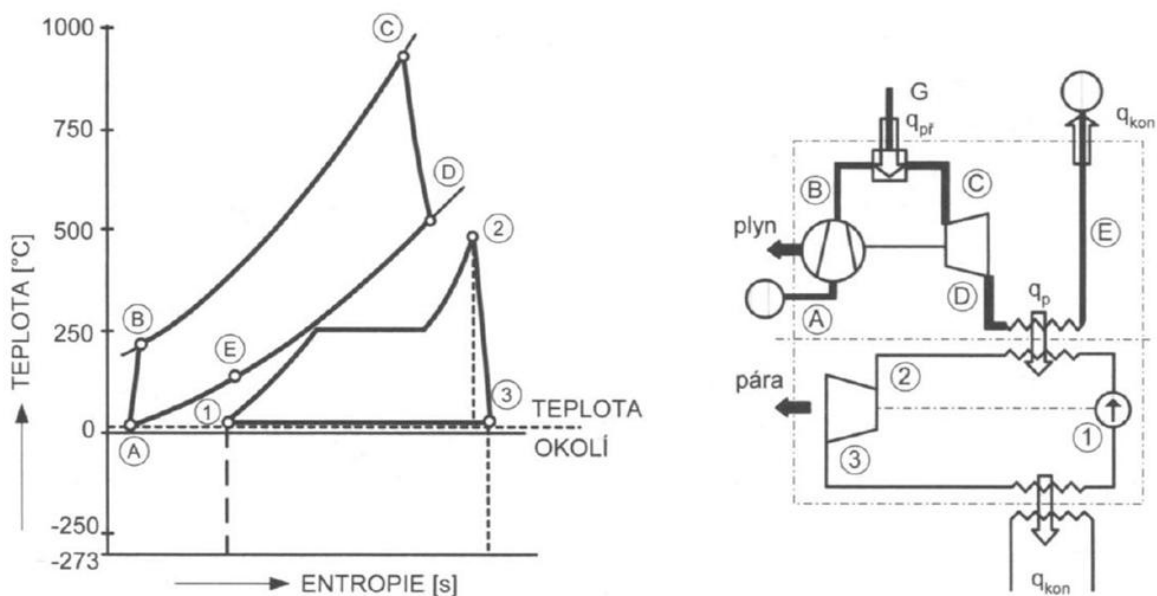 1000
750
500
250
0
-250
-273
TEPLOTA [°C]
ENTROPIE [s]
A
B
C
D
E
1
2
3
TEPLOTA
OKOLÍ
G
q_př
q_kon
B
C
E
plyn
A
D
q_p
pára
2
1
3
q_kon